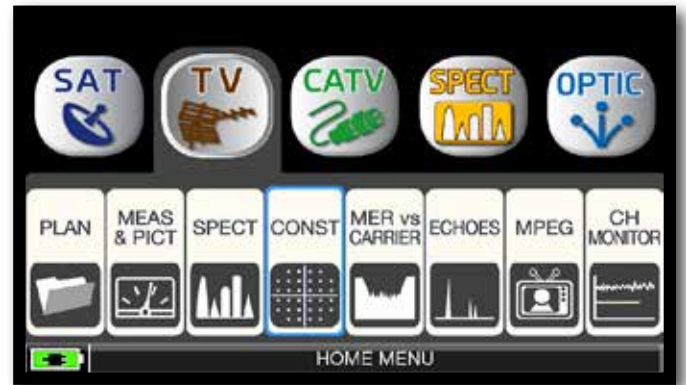 SAT
TV
CATV
SPECT
OPTIC
PLAN
MEAS
& PICT
SPECT
CONST
MER vs
CARRIER
ECHOES
MPEG
CH
MONITOR
HOME MENU